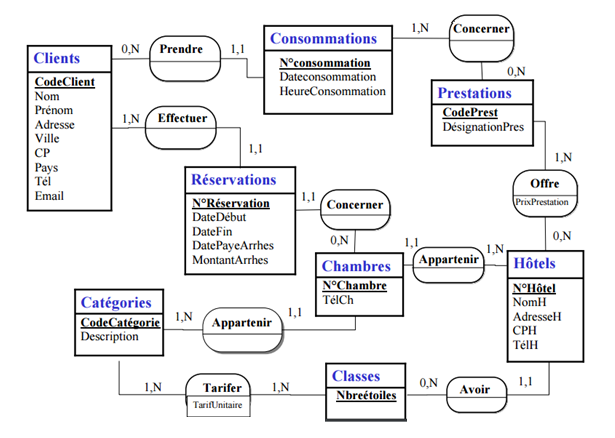 Clients
CodeClient
Nom
Prénom
Adresse
Ville
CP
Pays
Tél
Email
0,N
Prendre
1,1
Consommations
N°consommation
Dateconsommation
HeureConsommation
1,N
Concerner
0,N
Prestations
CodePrest
DésignationPres
1,N
Effectuer
1,1
Réservations
N°Réservation
DateDébut
DateFin
DatePayeArrhes
MontantArrhes
1,1
Concerner
0,N
1,N
Offre
PrixPrestation
0,N
Chambres
N°Chambre
TélCh
1,1
Appartenir
1,N
Hôtels
N°Hôtel
NomH
AdresseH
CPH
TélH
Catégories
CodeCatégorie
Description
1,N
Appartenir
1,1
1,N
Tarifer
TarifUnitaire
1,N
Classes
Nbreétoiles
0,N
Avoir
1,1